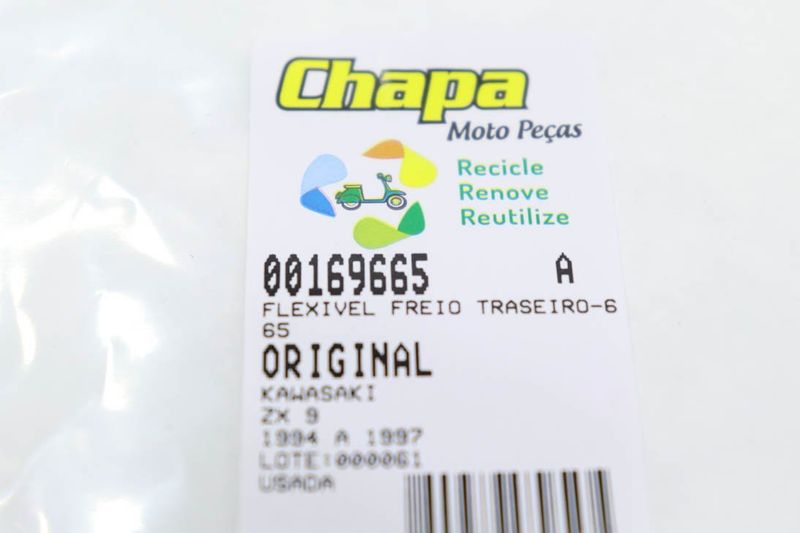 Chapa
Moto Peças
Recicle
Renove
Reutilize
00169665 A
FLEXIVEL FREIO TRASEIRO-6
65
ORIGINAL
KAWASAKI
ZX 9
1994 A 1997
LOTE:000061
USADA